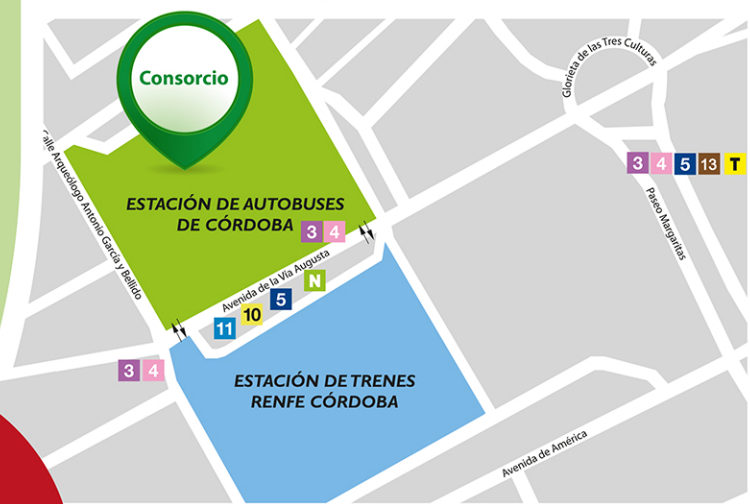 Consorcio
Glorieta de las Tres Culturas
Calle Arqueólogo Antonio García y Bellido
3 4 5 13 T
ESTACIÓN DE AUTOBUSES
DE CÓRDOBA
3 4
Paseo Margaritas
Avenida de la Vía Augusta
11 10 5 N
3 4
ESTACIÓN DE TRENES
RENFE CÓRDOBA
Avenida de América